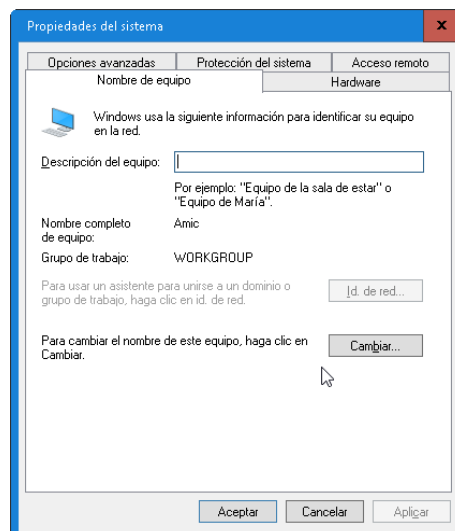 Propiedades del sistema
x
Opciones avanzadas
Protección del sistema
Acceso remoto
Nombre de equipo
Hardware
Windows usa la siguiente información para identificar su equipo
en la red.
Descripción del equipo:
Por ejemplo: "Equipo de la sala de estar" o
"Equipo de María".
Nombre completo
de equipo:
Amic
Grupo de trabajo:
WORKGROUP
Para usar un asistente para unirse a un dominio o
grupo de trabajo, haga clic en id. de red.
Id. de red...
Para cambiar el nombre de este equipo, haga clic en
Cambiar.
Cambiar...
Aceptar
Cancelar
Aplicar